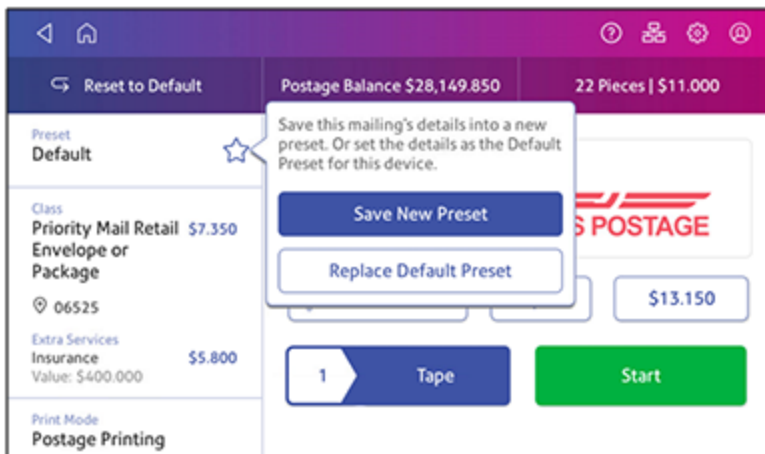 Reset to Default
Postage Balance $28,149.850
22 Pieces | $11.000
Preset
Default
Save this mailing's details into a new
preset. Or set the details as the Default
Preset for this device.
Save New Preset
Replace Default Preset
Class
Priority Mail Retail $7.350
Envelope or
Package
06525
Extra Services
Insurance $5.800
Value: $400.000
Print Mode
Postage Printing
S POSTAGE
$13.150
1 Tape
Start